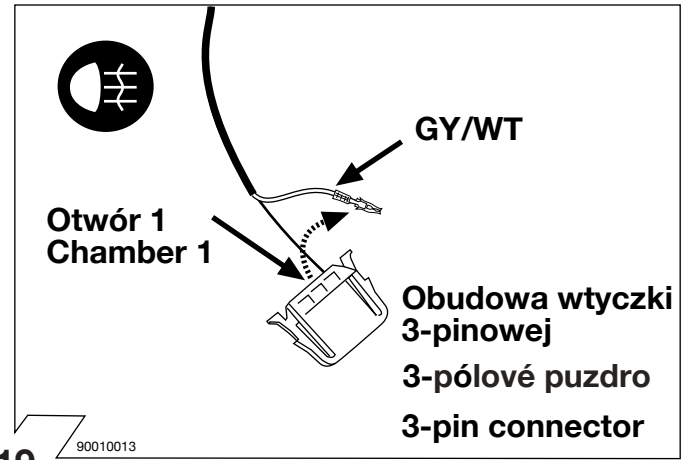 GY/WT
Otwór 1
Chamber 1
Obudowa wtyczki
3-pinowej
3-pólové puzdro
3-pin connector
90010013